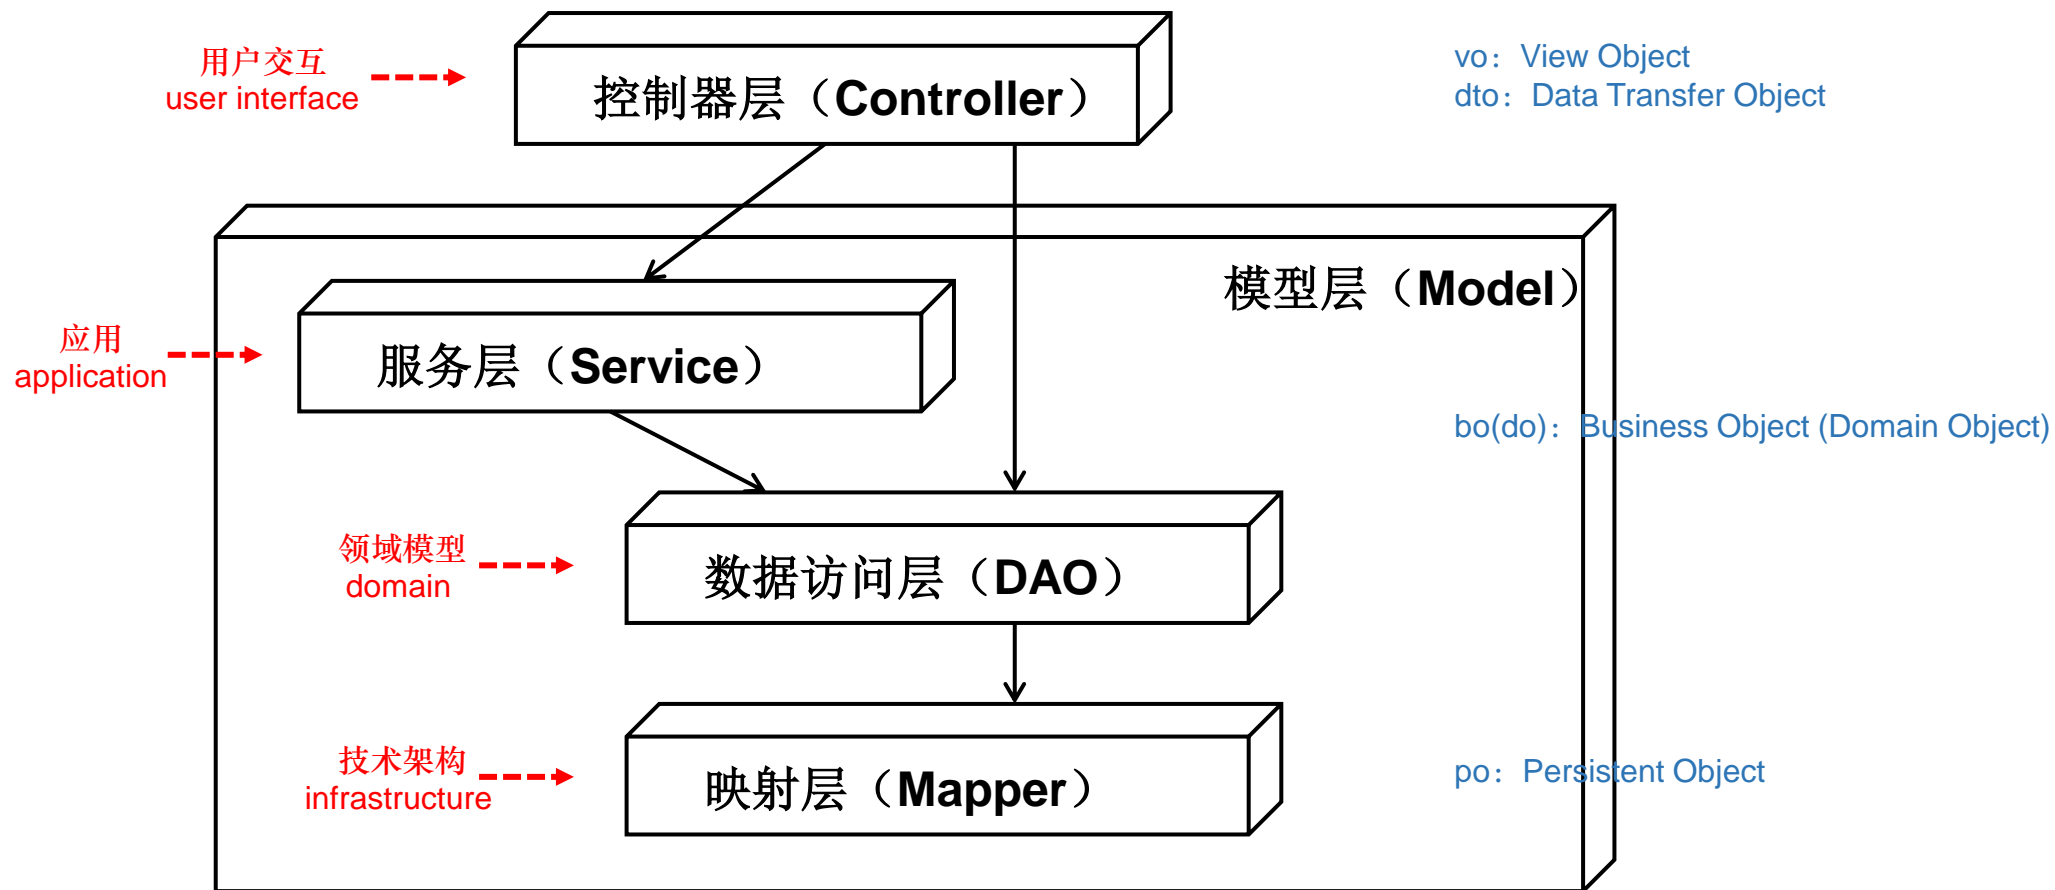 用户交互
user interface
控制器层（Controller）
vo：View Object
dto：Data Transfer Object
模型层（Model）
应用
application
服务层（Service）
bo(do)：Business Object (Domain Object)
领域模型
domain
数据访问层（DAO）
技术架构
infrastructure
映射层（Mapper）
po：Persistent Object